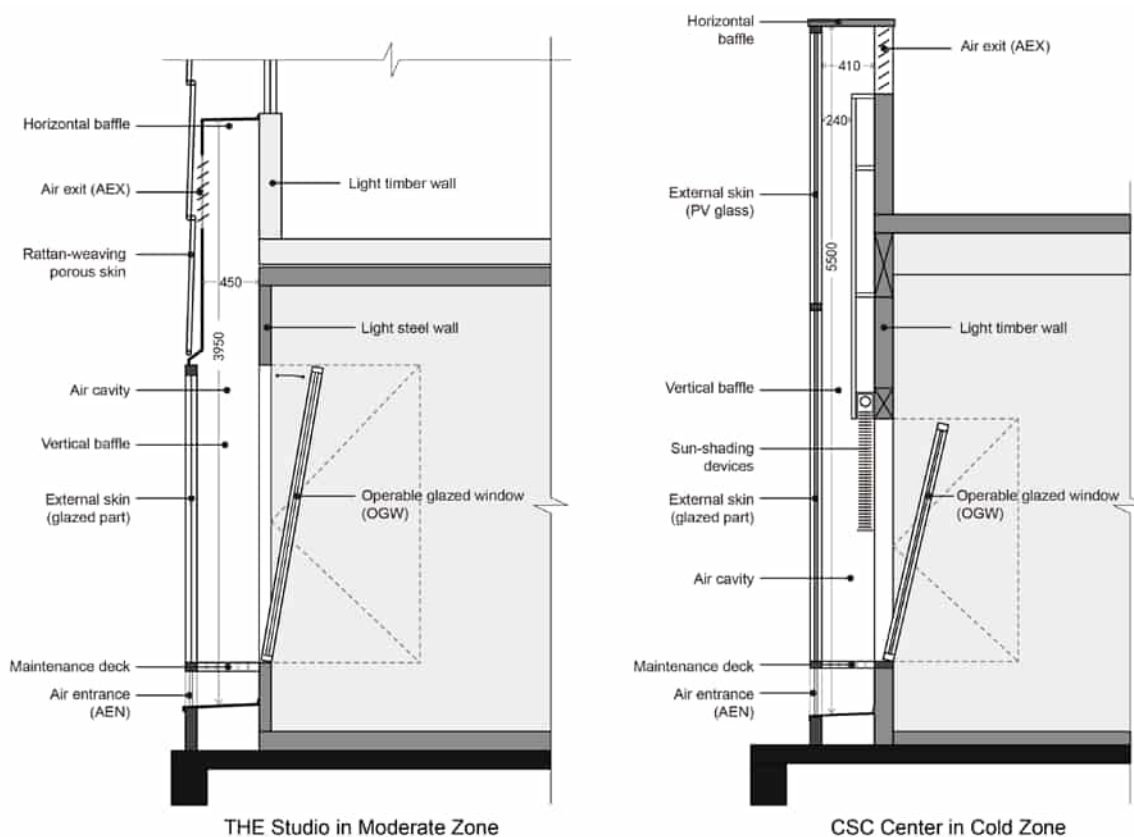 Horizontal baffle
Air exit (AEX)
Rattan-weaving
porous skin
Air cavity
Vertical baffle
External skin
(glazed part)
Maintenance deck
Air entrance
(AEN)
450
3950
Light timber wall
Light steel wall
Operable glazed window
(OGW)
THE Studio in Moderate Zone
Horizontal
baffle
Air exit (AEX)
410
240
External skin
(PV glass)
5500
Light timber wall
Vertical baffle
Sun-shading
devices
External skin
(glazed part)
Operable glazed window
(OGW)
Air cavity
Maintenance deck
Air entrance
(AEN)
CSC Center in Cold Zone